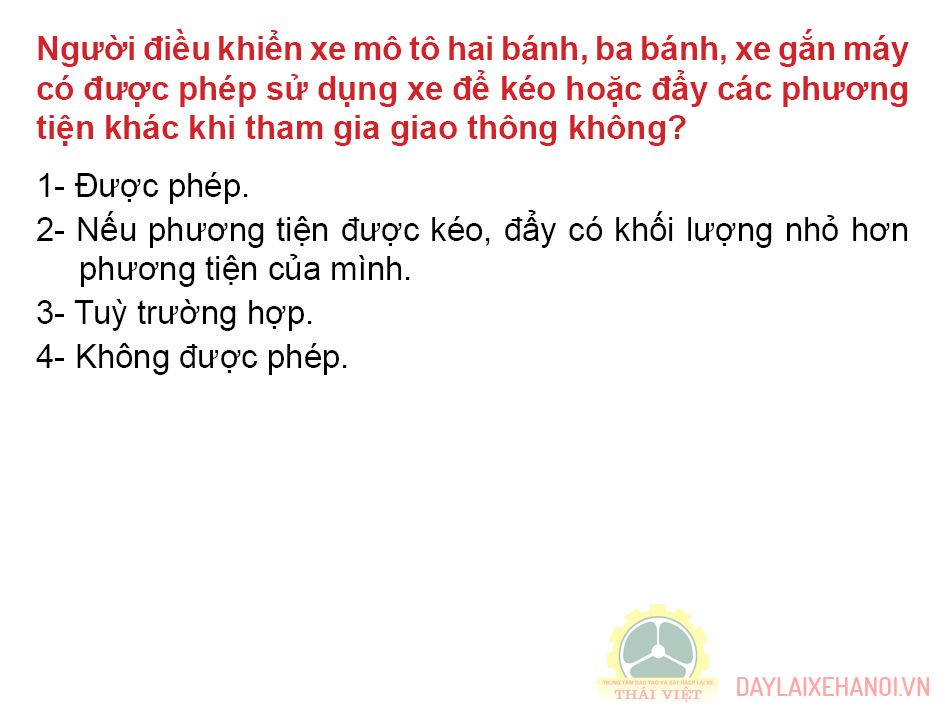 Người điều khiển xe mô tô hai bánh, ba bánh, xe gắn máy
có được phép sử dụng xe để kéo hoặc đẩy các phương
tiện khác khi tham gia giao thông không?
1- Được phép.
2- Nếu phương tiện được kéo, đẩy có khối lượng nhỏ hơn
phương tiện của mình.
3- Tuỳ trường hợp.
4- Không được phép.
TRUNG TÂM ĐÀO TẠO VÀ SÁT HẠCH LÁI XE
THÁI VIỆT
DAYLAIXEHANOI.VN